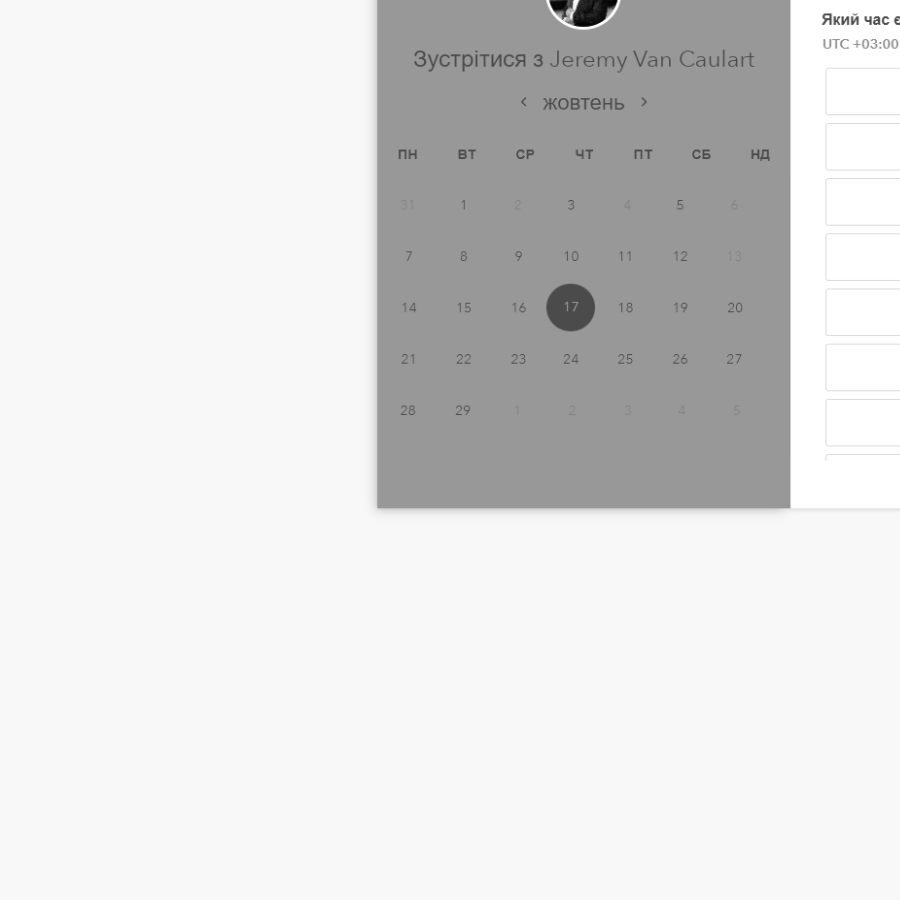 Зустрітися з Jeremy Van Caulart
‹ жовтень ›
ПН ВТ СР ЧТ ПТ СБ НД
31 1 2 3 4 5 6
7 8 9 10 11 12 13
14 15 16 17 18 19 20
21 22 23 24 25 26 27
28 29 1 2 3 4 5
Який час є
UTC +03:00